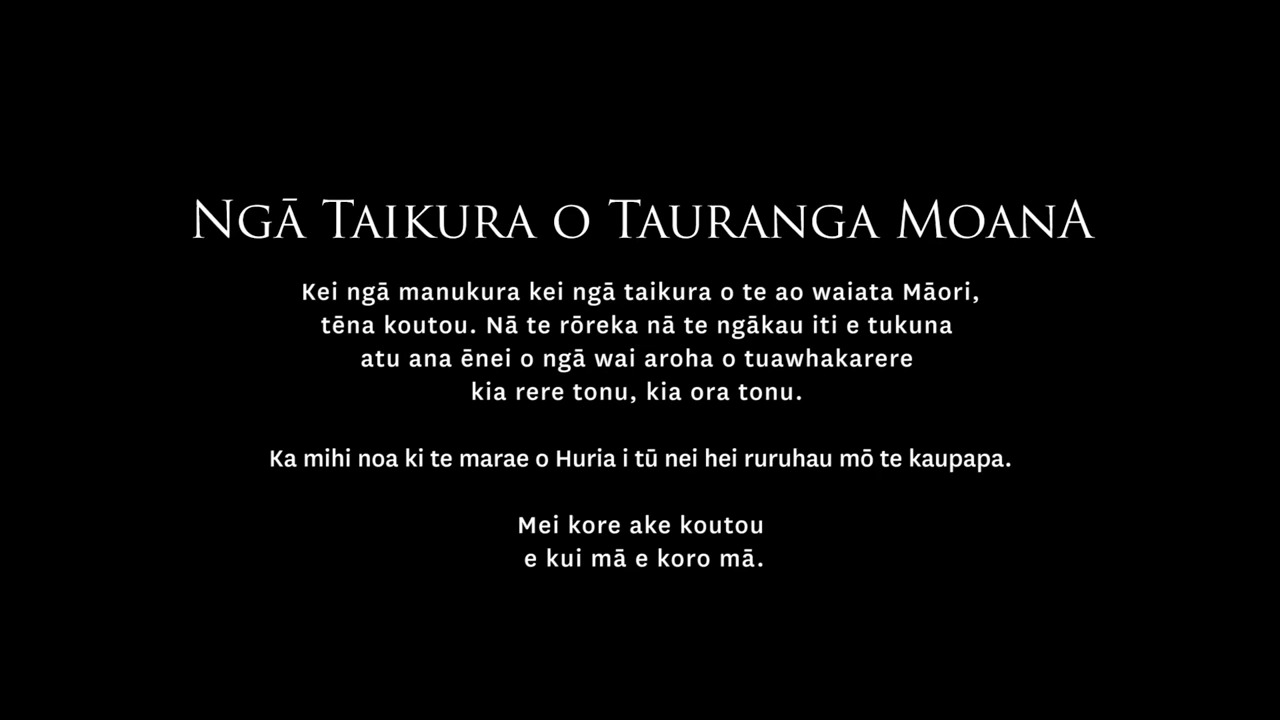 Ngā Taikura o Tauranga MoanA
Kei ngā manukura kei ngā taikura o te ao waiata Māori,
tēna koutou. Nā te rōreka nā te ngākau iti e tukuna
atu ana ēnei o ngā wai aroha o tuawhakarere
kia rere tonu, kia ora tonu.
Ka mihi noa ki te marae o Huria i tū nei hei ruruhau mō te kaupapa.
Mei kore ake koutou
e kui mā e koro mā.